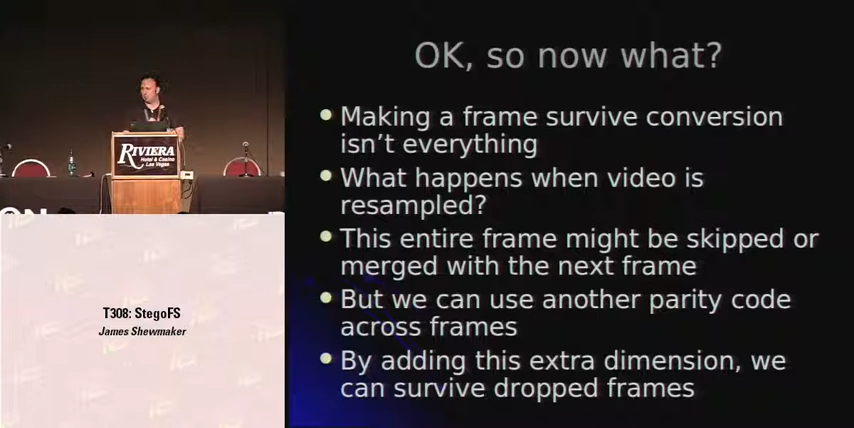 RIVIERA
Hotel & Casino
Las Vegas
ON
T308: StegoFS
James Shewmaker
OK, so now what?
Making a frame survive conversion
isn't everything
What happens when video is
resampled?
This entire frame might be skipped or
merged with the next frame
But we can use another parity code
across frames
By adding this extra dimension, we
can survive dropped frames